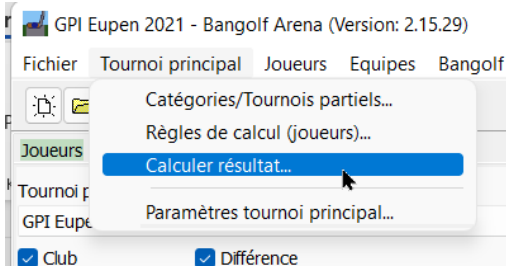 GPI Eupen 2021 - Bangolf Arena (Version: 2.15.29)
Fichier Tournoi principal Joueurs Equipes Bangolf
Catégories/Tournois partiels...
Règles de calcul (joueurs)...
Joueurs
Calculer résultat...
Tournoi p
Paramètres tournoi principal...
GPI Eupe
Club Différence